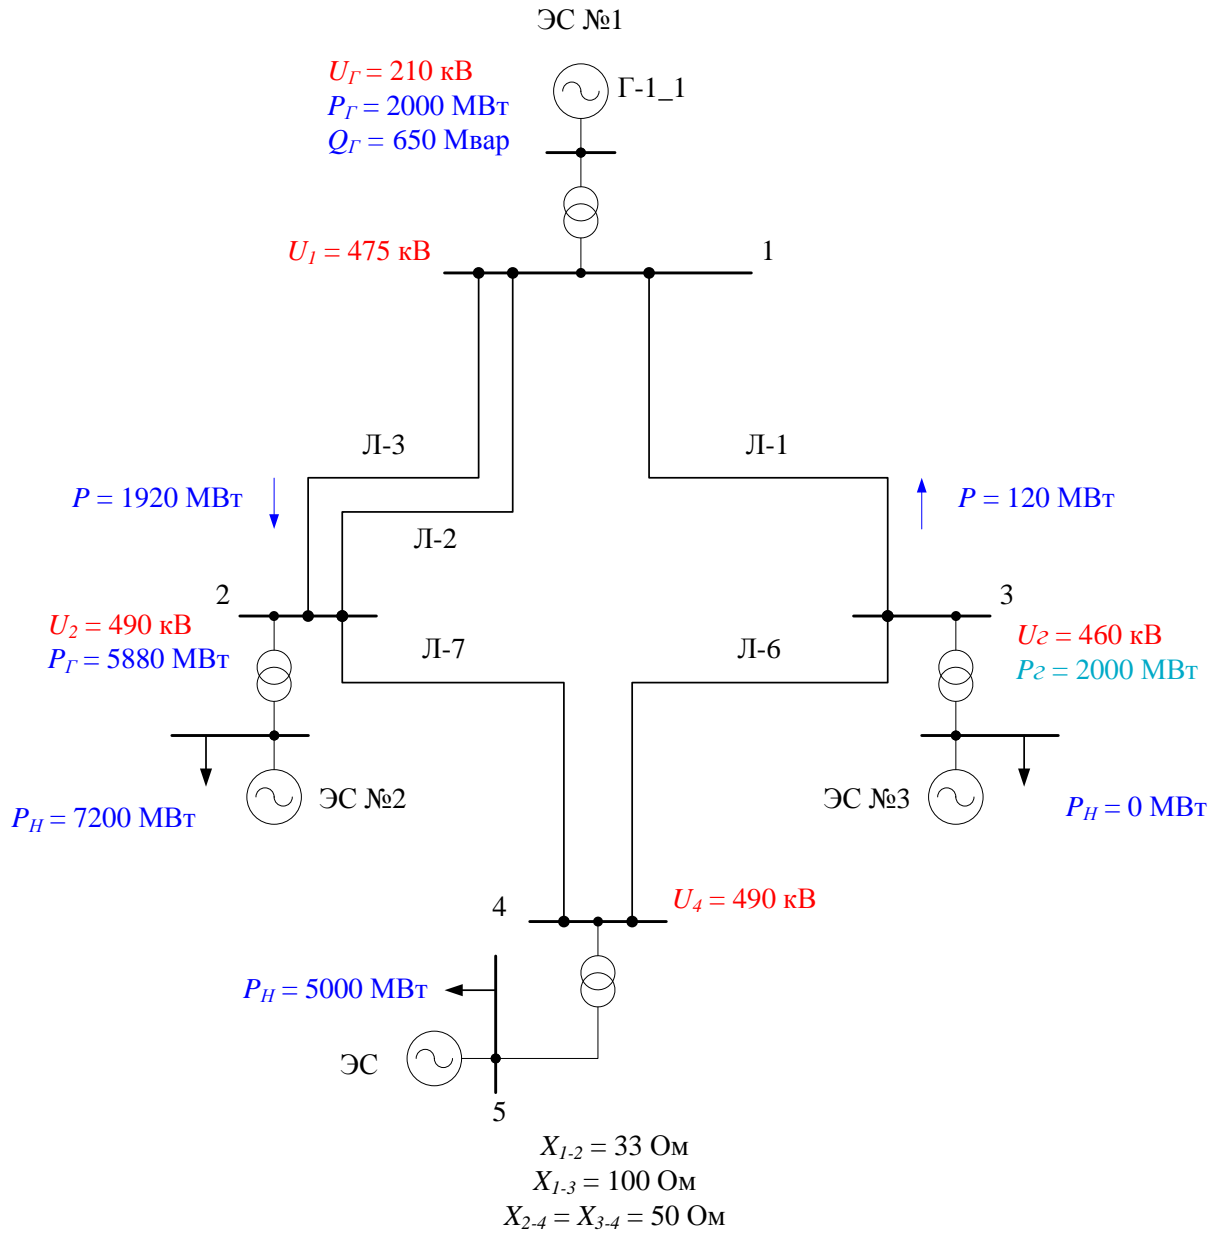 ЭС №1
U_Г = 210 кВ
P_Г = 2000 МВт
Q_Г = 650 Мвар
Г-1_1
U_1 = 475 кВ
1
Л-3
Л-1
P = 1920 МВт
P = 120 МВт
Л-2
2
3
U_2 = 490 кВ
P_Г = 5880 МВт
Л-7
Л-6
Uг = 460 кВ
Pг = 2000 МВт
ЭС №2
ЭС №3
P_Н = 7200 МВт
P_Н = 0 МВт
4
U_4 = 490 кВ
P_Н = 5000 МВт
ЭС
5
X_1-2 = 33 Ом
X_1-3 = 100 Ом
X_2-4 = X_3-4 = 50 Ом